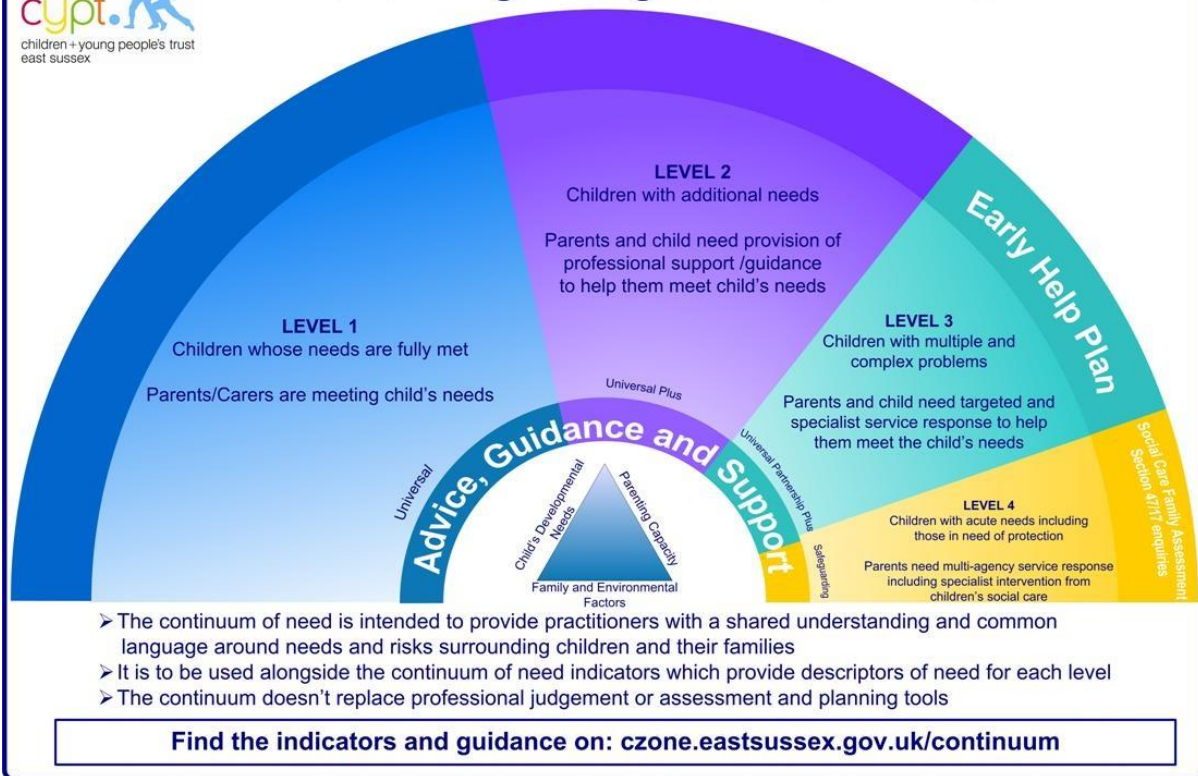 cypt.
children + young people's trust
east sussex
LEVEL 1
Children whose needs are fully met
Parents/Carers are meeting child's needs
LEVEL 2
Children with additional needs
Parents and child need provision of
professional support /guidance
to help them meet child's needs
LEVEL 3
Children with multiple and
complex problems
Parents and child need targeted and
specialist service response to help
them meet the child's needs
LEVEL 4
Children with acute needs including
those in need of protection
Parents need multi-agency service response
including specialist intervention from
children's social care
Early Help Plan
Social Care Family Assessment
Section 47/17 enquiries
Universal
Universal Plus
Universal Partnership Plus
Safeguarding
Advice, Guidance and Support
Child's Developmental
Needs
Parenting Capacity
Family and Environmental
Factors
➢ The continuum of need is intended to provide practitioners with a shared understanding and common
language around needs and risks surrounding children and their families
➢ It is to be used alongside the continuum of need indicators which provide descriptors of need for each level
➢ The continuum doesn't replace professional judgement or assessment and planning tools
Find the indicators and guidance on: czone.eastsussex.gov.uk/continuum